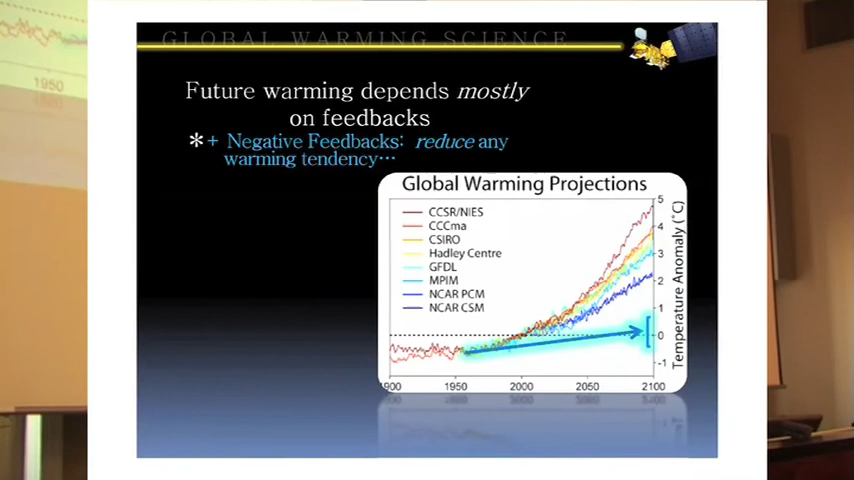 1950
GLOBAL WARMING SCIENCE
Future warming depends mostly
on feedbacks
*+ Negative Feedbacks: reduce any
warming tendency…
Global Warming Projections
CCSR/NIES
CCCma
CSIRO
Hadley Centre
GFDL
MPIM
NCAR PCM
NCAR CSM
5
4
3
2
1
0
-1
Temperature Anomaly (°C)
1900 1950 2000 2050 2100